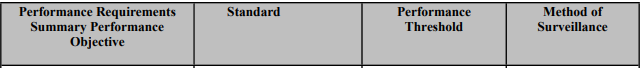 Performance Requirements
Summary Performance
Objective
Standard
Performance
Threshold
Method of
Surveillance